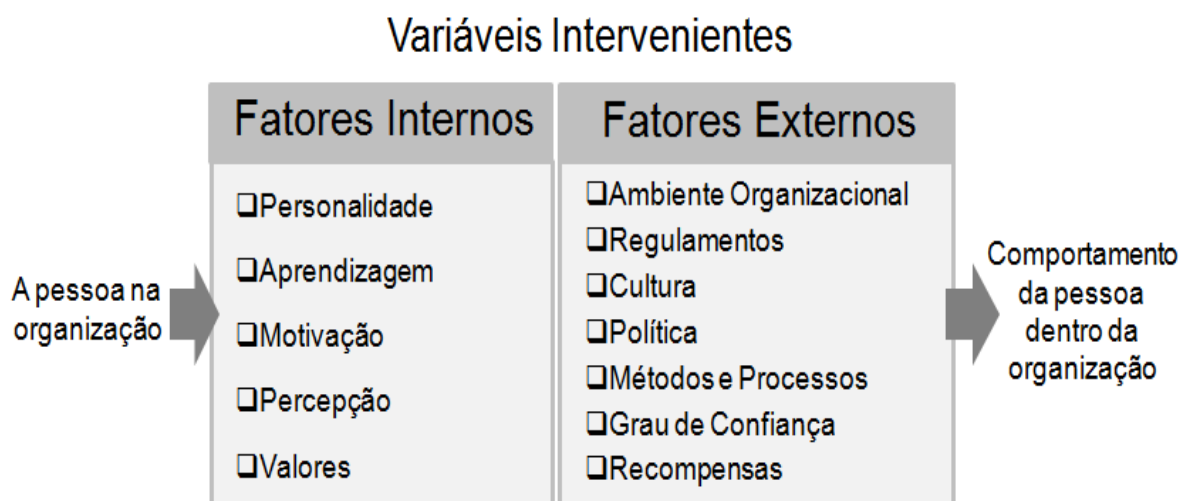 Variáveis Intervenientes
Fatores Internos
Fatores Externos
A pessoa na
organização
❑Personalidade
❑Aprendizagem
❑Motivação
❑Percepção
❑Valores
❑Ambiente Organizacional
❑Regulamentos
❑Cultura
❑Política
❑Métodos e Processos
❑Grau de Confiança
❑Recompensas
Comportamento
da pessoa
dentro da
organização